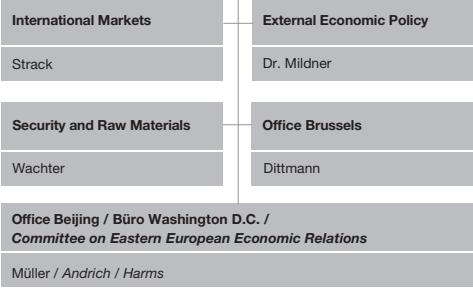 International Markets
Strack
External Economic Policy
Dr. Mildner
Security and Raw Materials
Wachter
Office Brussels
Dittmann
Office Beijing / Büro Washington D.C. /
Committee on Eastern European Economic Relations
Müller / Andrich / Harms